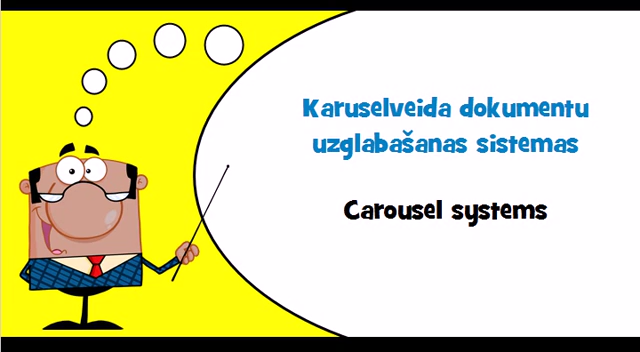 Karuselveida dokumentu
uzglabašanas sistemas
Carousel systems